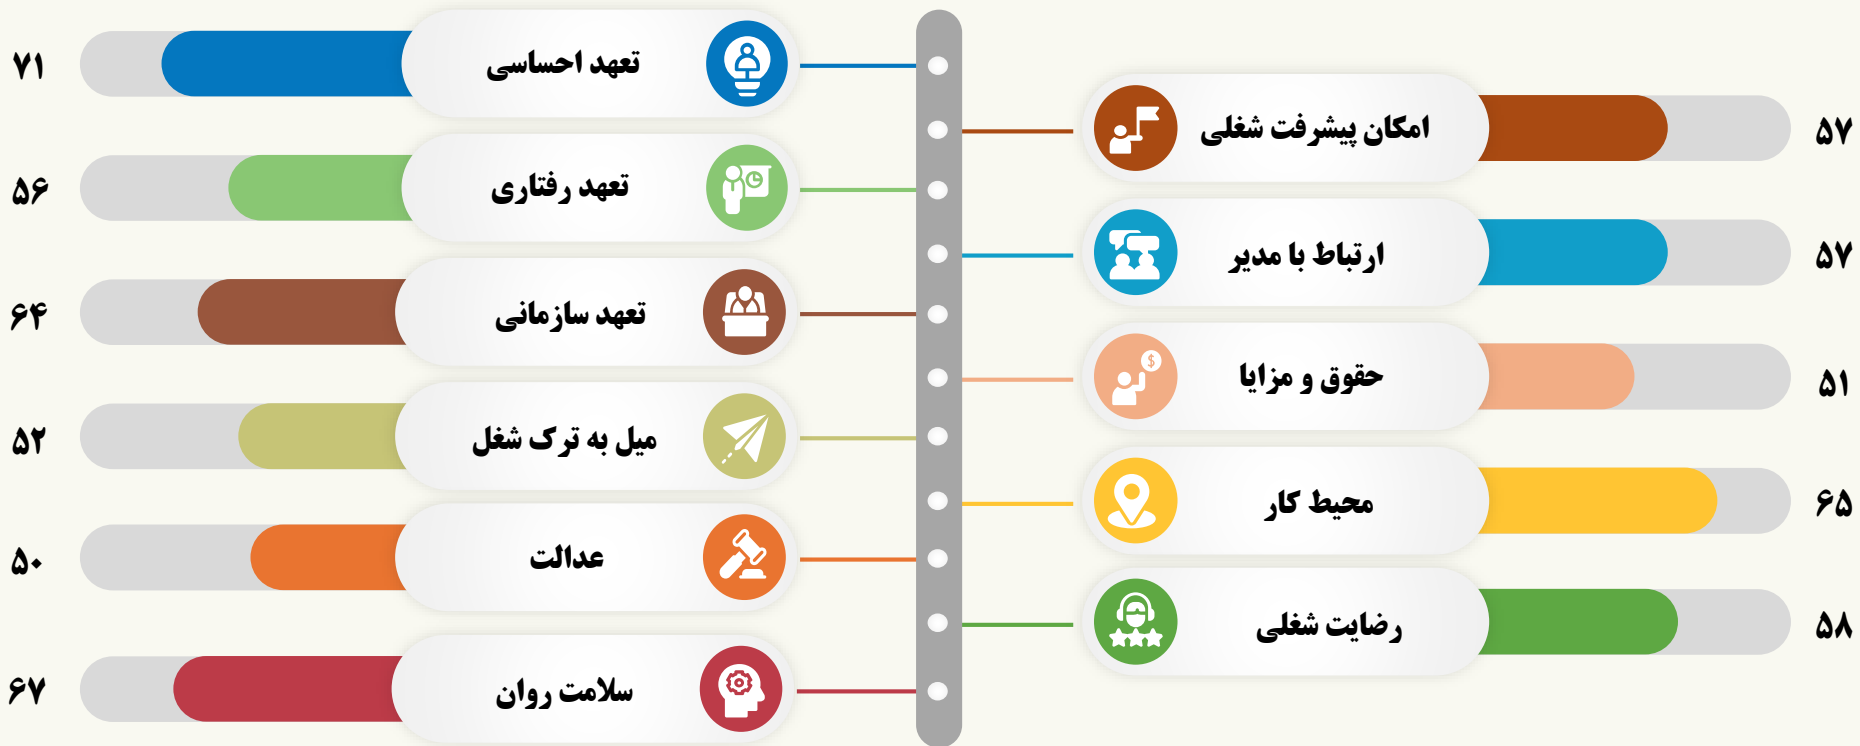 امکان پیشرفت شغلی
۵۷
ارتباط با مدیر
۵۷
حقوق و مزایا
۵۱
محیط کار
۶۵
رضایت شغلی
۵۸
تعهد احساسی
۷۱
تعهد رفتاری
۵۶
تعهد سازمانی
۶۴
میل به ترک شغل
۵۲
عدالت
۵۰
سلامت روان
۶۷